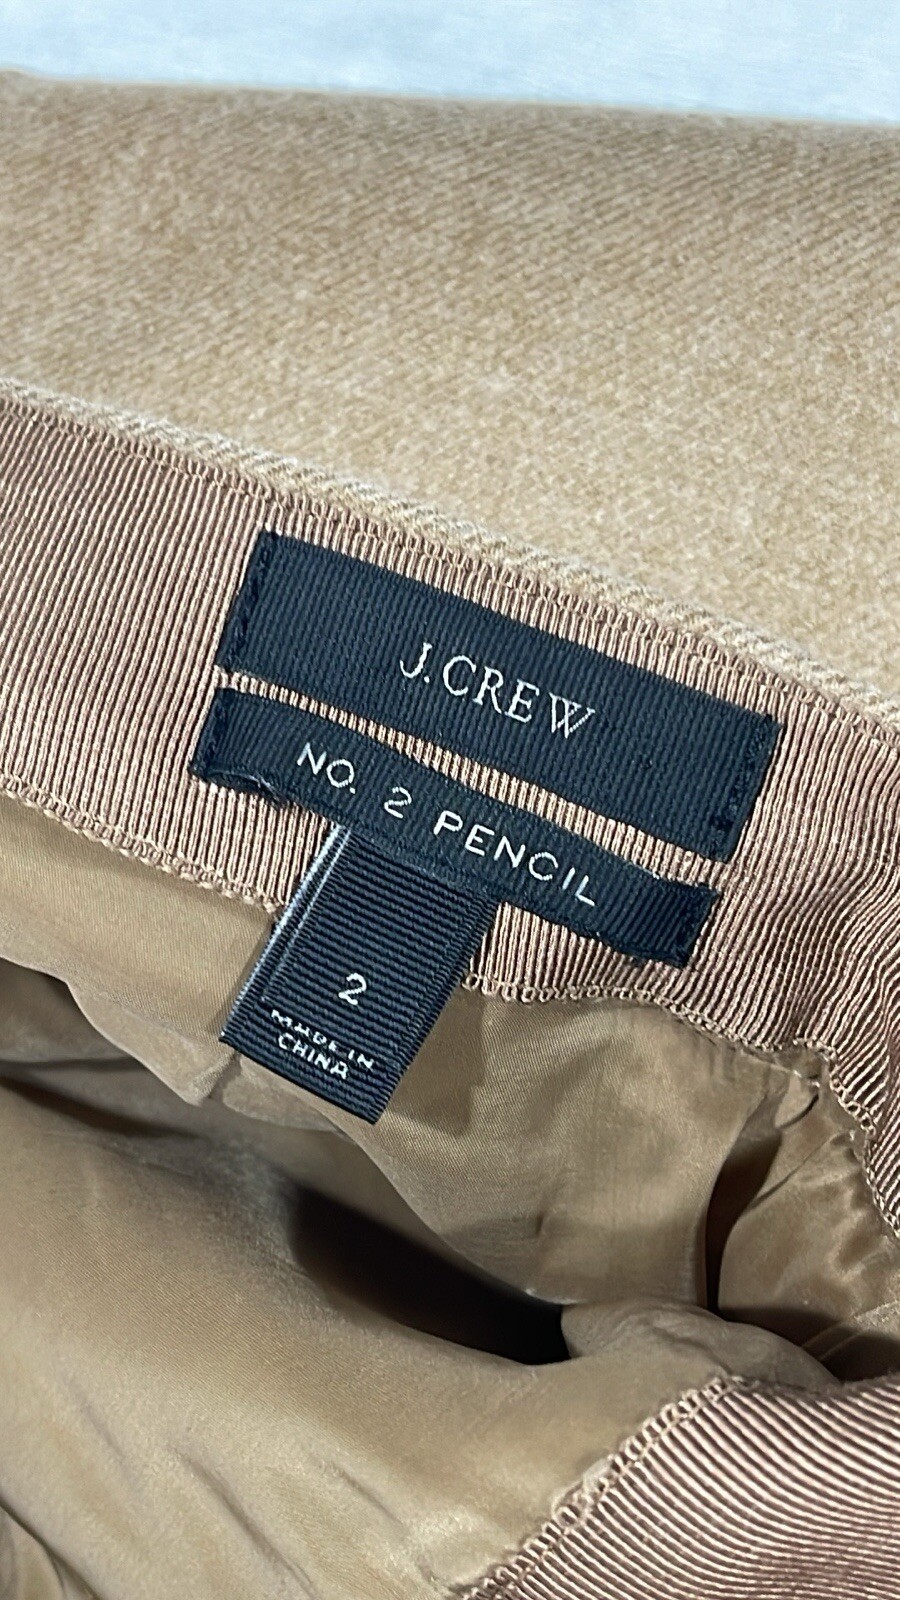 J.CREW
NO. 2 PENCIL
2
MADE IN
CHINA